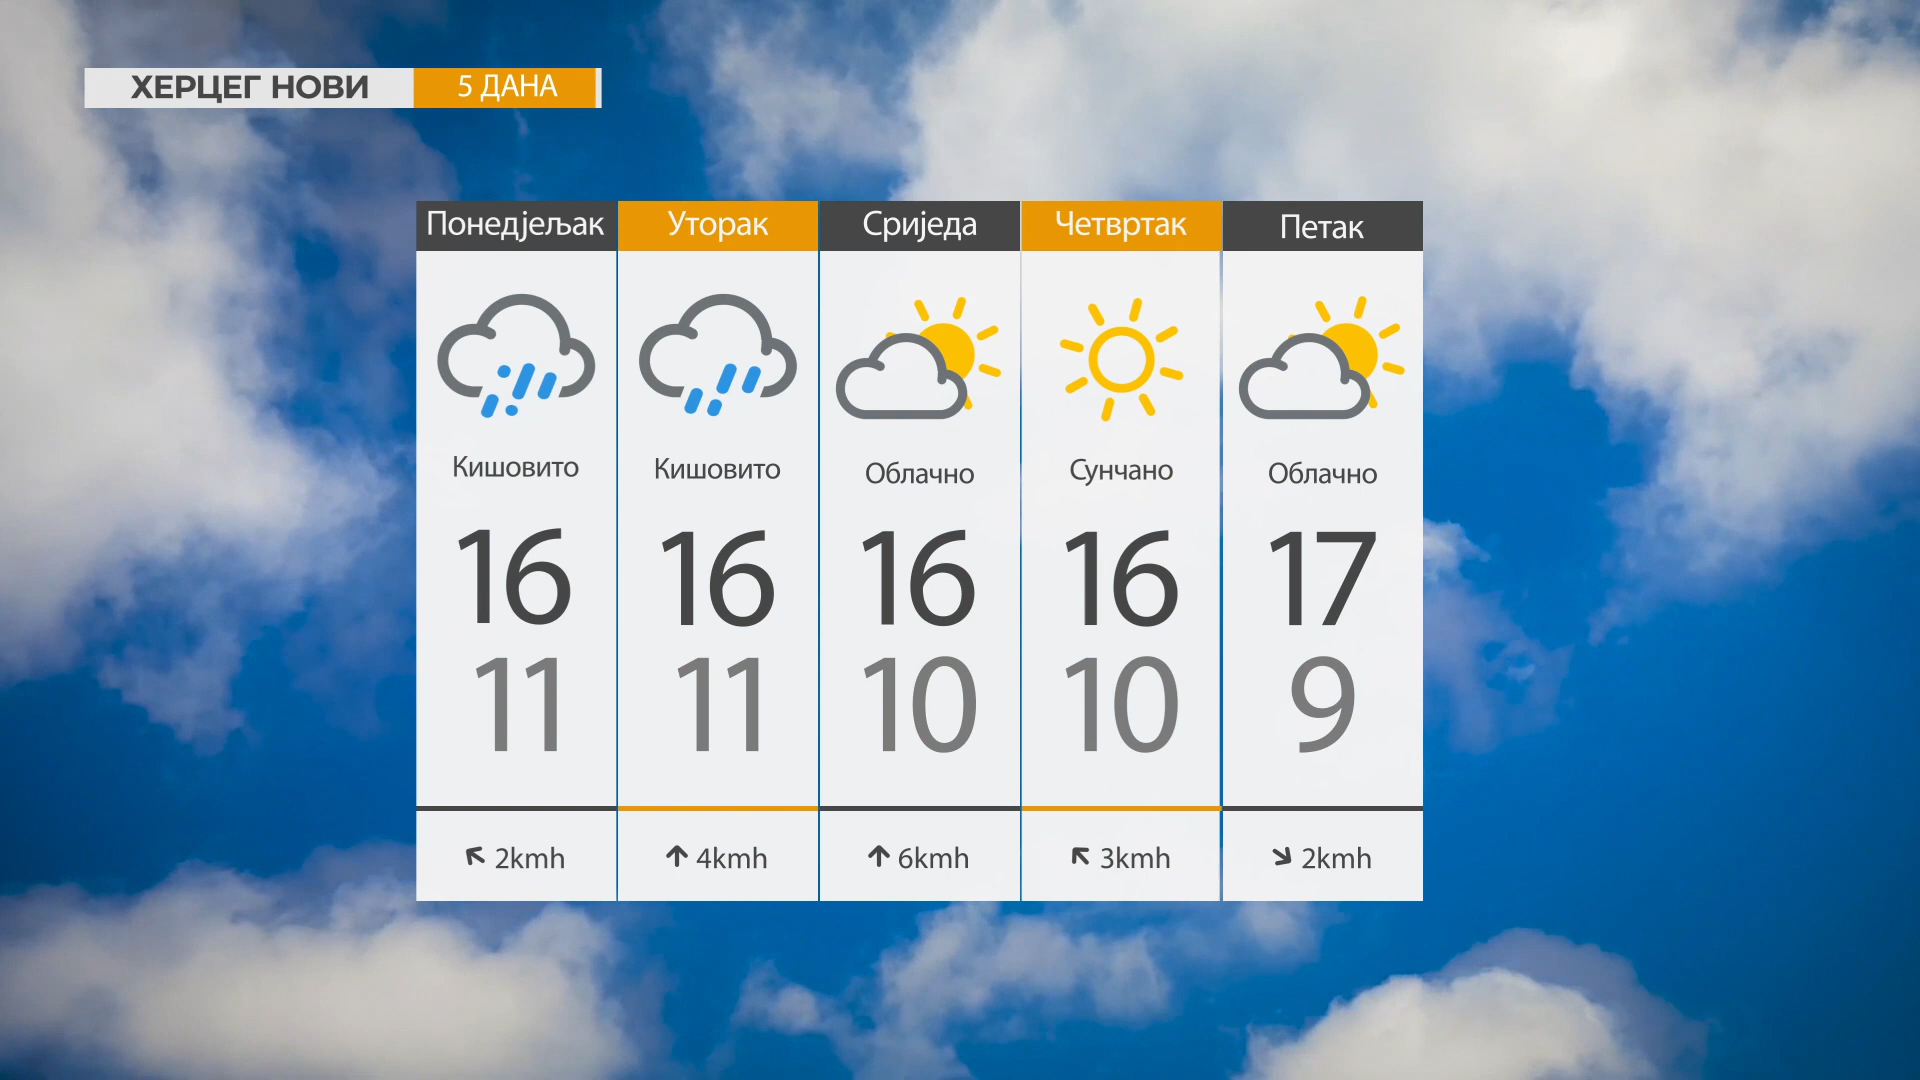 ХЕРЦЕГ НОВИ 5 ДАНА
Понедјељак Уторак Сриједа Четвртак Петак
Кишовито Кишовито Облачно Сунчано Облачно
16 16 16 16 17
11 11 10 10 9
2kmh 4kmh 6kmh 3kmh 2kmh